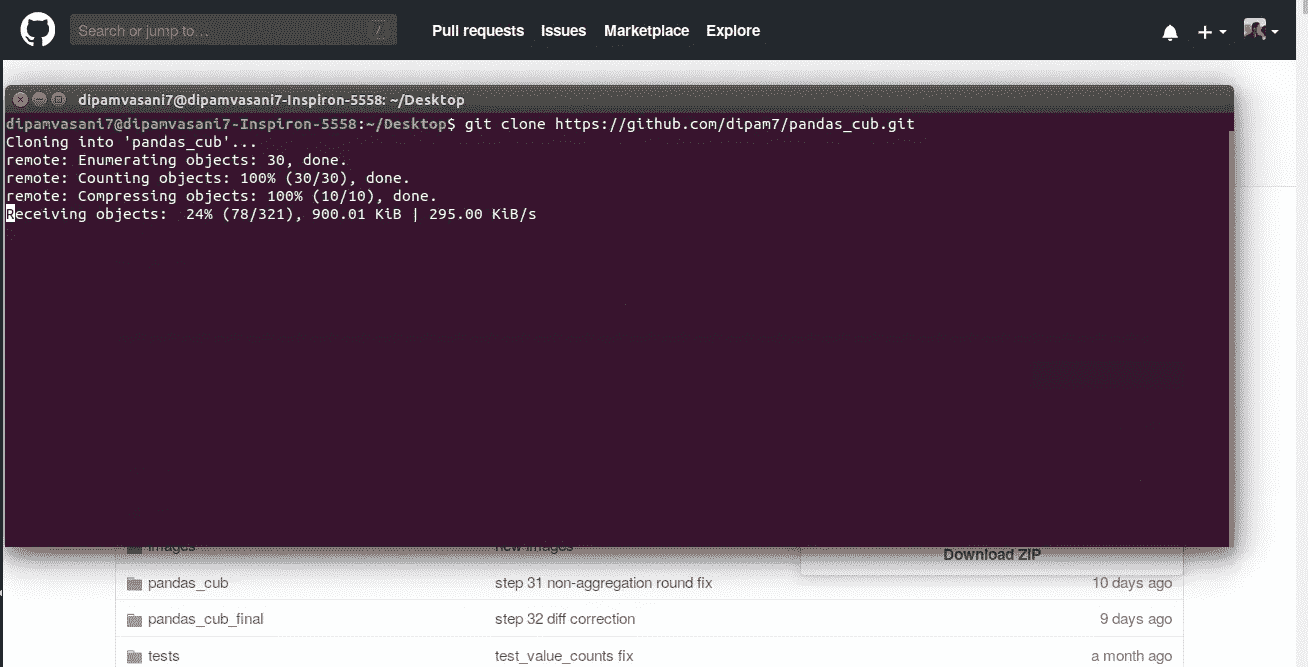 Search or jump to… /
Pull requests Issues Marketplace Explore
dipamvasani7@dipamvasani7-Inspiron-5558: ~/Desktop
dipamvasani7@dipamvasani7-Inspiron-5558:~/Desktop$ git clone https://github.com/dipam7/pandas_cub.git
Cloning into 'pandas_cub'...
remote: Enumerating objects: 30, done.
remote: Counting objects: 100% (30/30), done.
remote: Compressing objects: 100% (10/10), done.
Receiving objects:  24% (78/321), 900.01 KiB | 295.00 KiB/s
images new images
Download ZIP
pandas_cub step 31 non-aggregation round fix 10 days ago
pandas_cub_final step 32 diff correction 9 days ago
tests test_value_counts fix a month ago